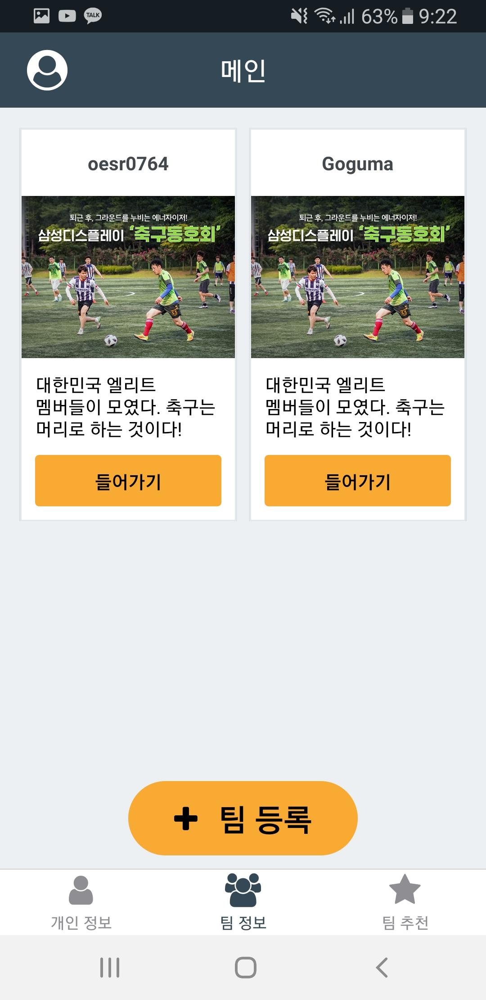 TALK
63% 9:22
메인
oesr0764
퇴근 후, 그라운드를 누비는 에너자이저!
삼성디스플레이 '축구동호회'
SAMSUNG
대한민국 엘리트
멤버들이 모였다. 축구는
머리로 하는 것이다!
들어가기
Goguma
퇴근 후, 그라운드를 누비는 에너자이저!
삼성디스플레이 '축구동호회'
SAMSUNG
대한민국 엘리트
멤버들이 모였다. 축구는
머리로 하는 것이다!
들어가기
팀 등록
개인 정보
팀 정보
팀 추천